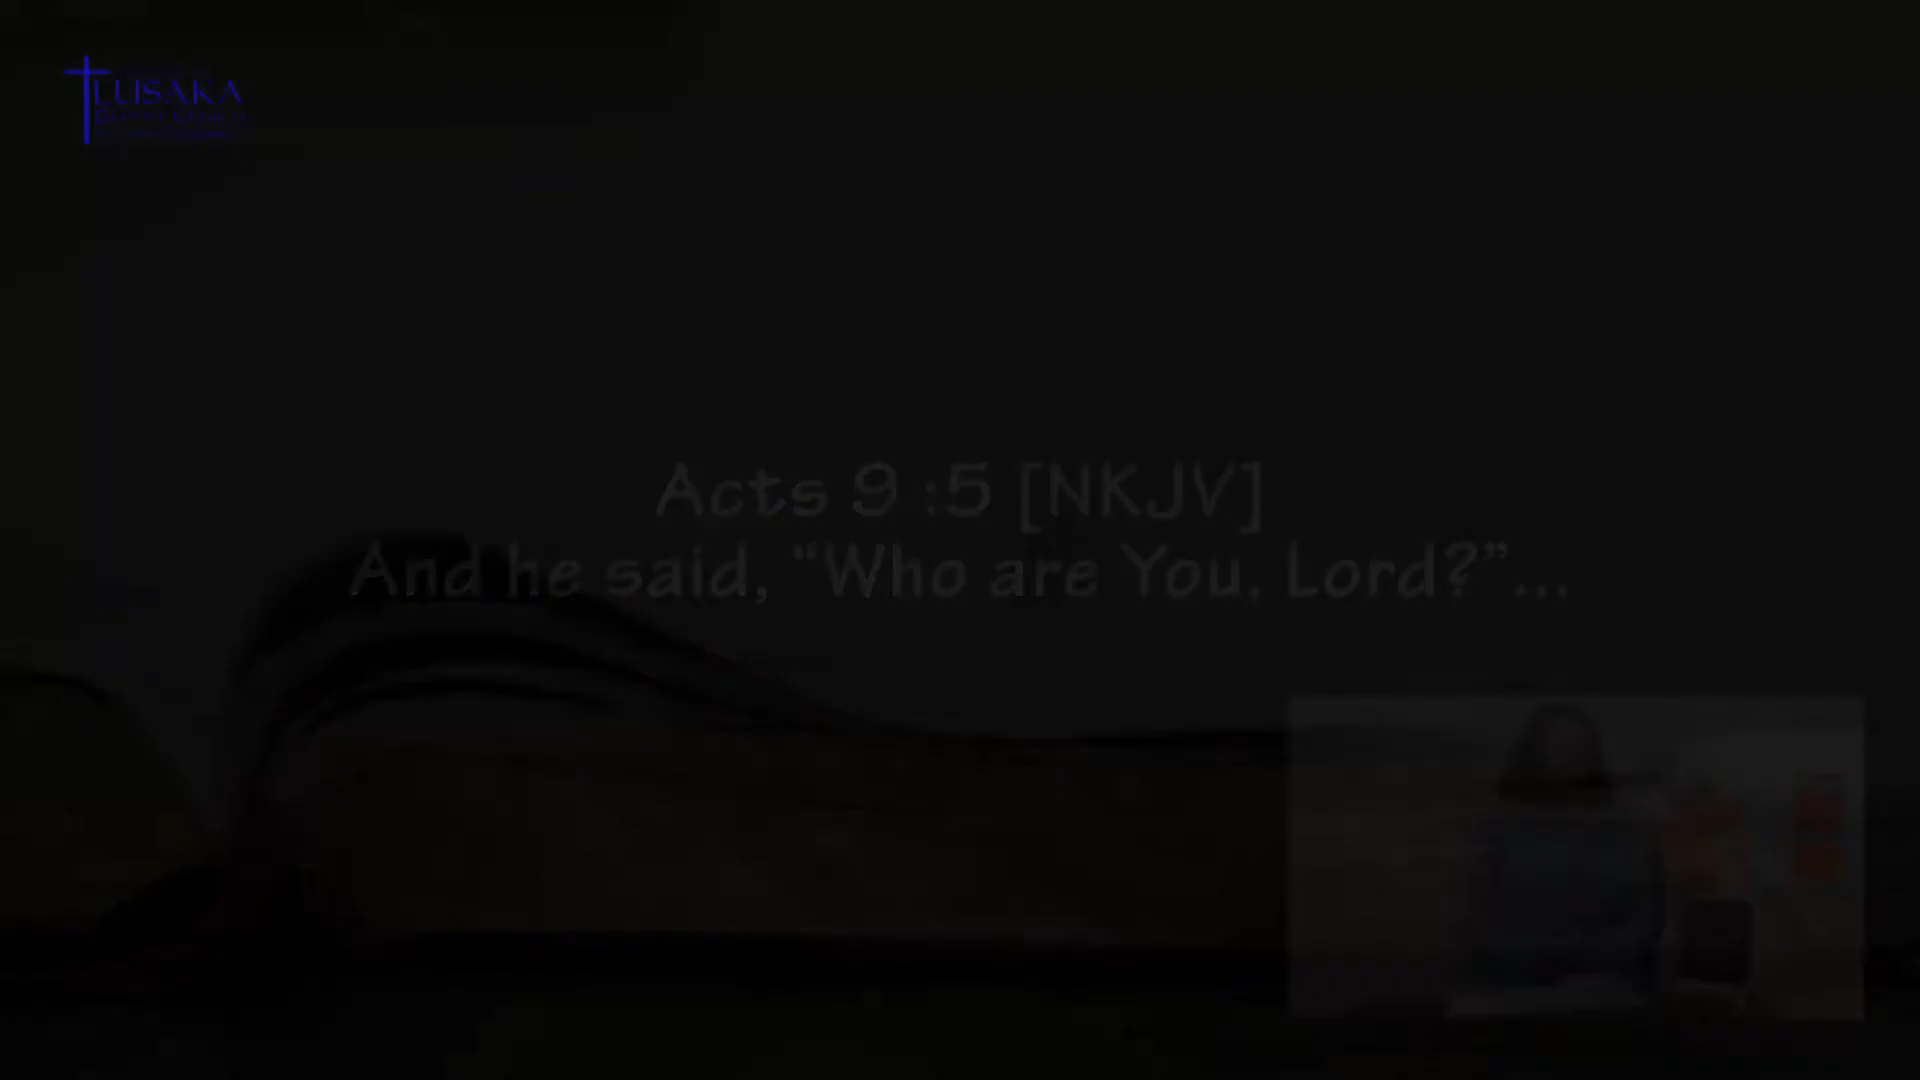 LUSAKA
Acts 9 :5 [NKJV]
And he said, “Who are You, Lord?”...